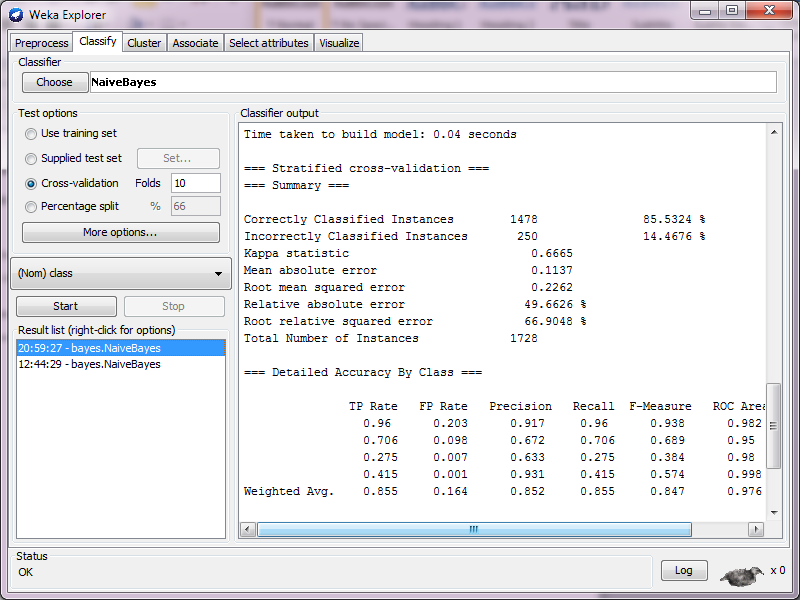 Weka Explorer
Preprocess Classify Cluster Associate Select attributes Visualize
Classifier
Choose NaiveBayes
Test options
Use training set
Supplied test set Set...
Cross-validation Folds 10
Percentage split % 66
More options...
(Nom) class
Start Stop
Result list (right-click for options)
20:59:27 - bayes.NaiveBayes
12:44:29 - bayes.NaiveBayes
Classifier output
Time taken to build model: 0.04 seconds
=== Stratified cross-validation ===
=== Summary ===
Correctly Classified Instances 1478 85.5324 %
Incorrectly Classified Instances 250 14.4676 %
Kappa statistic 0.6665
Mean absolute error 0.1137
Root mean squared error 0.2262
Relative absolute error 49.6626 %
Root relative squared error 66.9048 %
Total Number of Instances 1728
=== Detailed Accuracy By Class ===
TP Rate FP Rate Precision Recall F-Measure ROC Area
0.96 0.203 0.917 0.96 0.938 0.982
0.706 0.098 0.672 0.706 0.689 0.95
0.275 0.007 0.633 0.275 0.384 0.98
0.415 0.001 0.931 0.415 0.574 0.998
Weighted Avg. 0.855 0.164 0.852 0.855 0.847 0.976
Status
OK
Log x 0